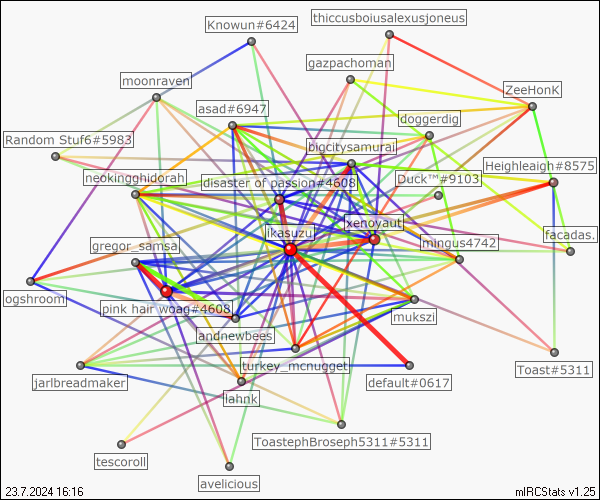 thiccusboiusalexusjoneus
Knowun#6424
gazpachoman
moonraven
ZeeHonK
asad#6947
doggerdig
Random Stuf6#5983
bigcitysamurai
Heighleaigh#8575
neokingghidorah
disaster of passion#4608
Duck™#9103
xenoyaut
ikasuzu
facadas.
gregor_samsa
mingus4742
ogshroom
pink hair woag#4608
mukszi
andnewbees
turkey_mcnugget
Toast#5311
jarlbreadmaker
default#0617
iahnk
ToastephBroseph5311#5311
tescoroll
avelicious
23.7.2024 16:16
mIRCStats v1.25